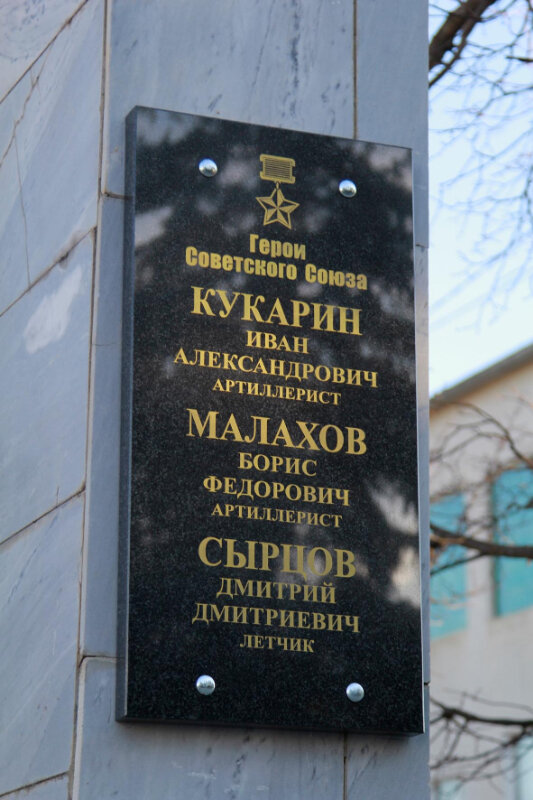 Герои
Советского Союза
КУКАРИН
ИВАН
АЛЕКСАНДРОВИЧ
АРТИЛЛЕРИСТ
МАЛАХОВ
БОРИС
ФЕДОРОВИЧ
АРТИЛЛЕРИСТ
СЫРЦОВ
ДМИТРИЙ
ДМИТРИЕВИЧ
ЛЕТЧИК